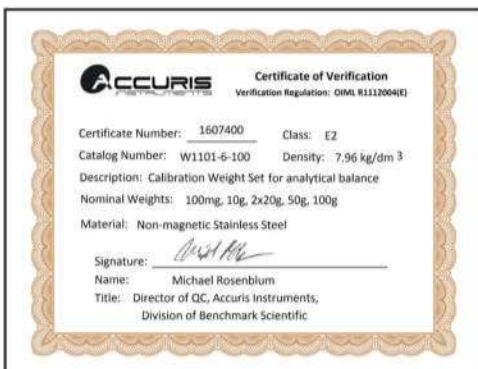 ACCURIS
INSTRUMENTS
Certificate of Verification
Verification Regulation: OIML R1112004(E)
Certificate Number: 1607400 Class: E2
Catalog Number: W1101-6-100 Density: 7.96 kg/dm 3
Description: Calibration Weight Set for analytical balance
Nominal Weights: 100mg, 10g, 2x20g, 50g, 100g
Material: Non-magnetic Stainless Steel
Signature:
Name: Michael Rosenblum
Title: Director of QC, Accuris Instruments,
Division of Benchmark Scientific